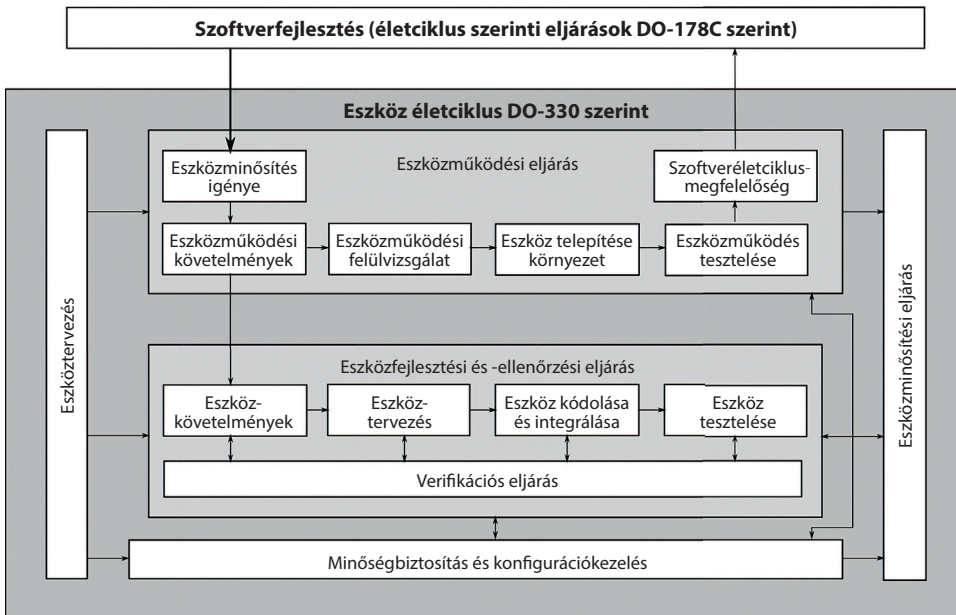 Szoftverfejlesztés (életciklus szerinti eljárások DO-178C szerint)
Eszköz életciklus DO-330 szerint
Eszköztervezés
Eszközműködési eljárás
Eszközminősítés
igénye
Szoftveréletciklus-
megfelelőség
Eszközműködési
követelmények
Eszközműködési
felülvizsgálat
Eszköz telepítése
környezet
Eszközműködés
tesztelése
Eszközfejlesztési és -ellenőrzési eljárás
Eszköz-
követelmények
Eszköz-
tervezés
Eszköz kódolása
és integrálása
Eszköz
tesztelése
Verifikációs eljárás
Minőségbiztosítás és konfigurációkezelés
Eszközminősítési eljárás